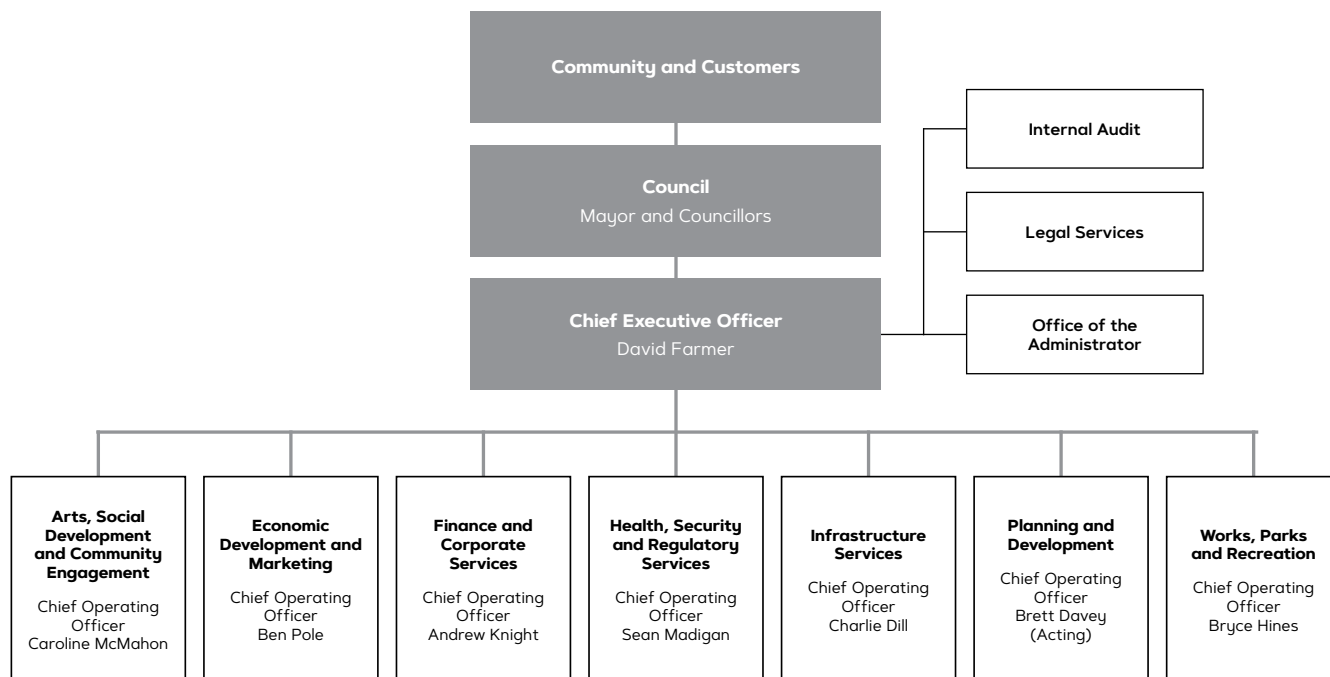 Community and Customers
Council
Mayor and Councillors
Chief Executive Officer
David Farmer
Internal Audit
Legal Services
Office of the
Administrator
Arts, Social
Development
and Community
Engagement
Chief Operating
Officer
Caroline McMahon
Economic
Development and
Marketing
Chief Operating
Officer
Ben Pole
Finance and
Corporate
Services
Chief Operating
Officer
Andrew Knight
Health, Security
and Regulatory
Services
Chief Operating
Officer
Sean Madigan
Infrastructure
Services
Chief Operating
Officer
Charlie Dill
Planning and
Development
Chief Operating
Officer
Brett Davey
(Acting)
Works, Parks
and Recreation
Chief Operating
Officer
Bryce Hines